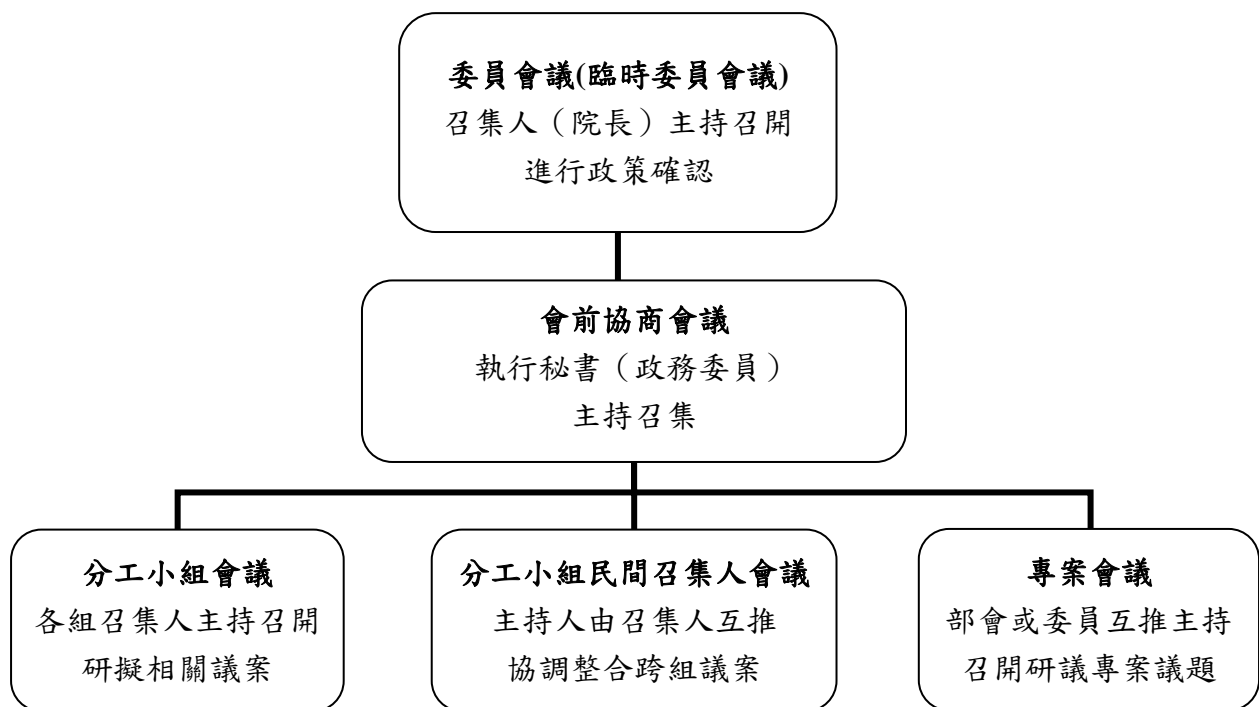 委員會議(臨時委員會議)
召集人（院長）主持召開
進行政策確認
會前協商會議
執行秘書（政務委員）
主持召集
分工小組會議
各組召集人主持召開
研擬相關議案
分工小組民間召集人會議
主持人由召集人互推
協調整合跨組議案
專案會議
部會或委員互推主持
召開研議專案議題